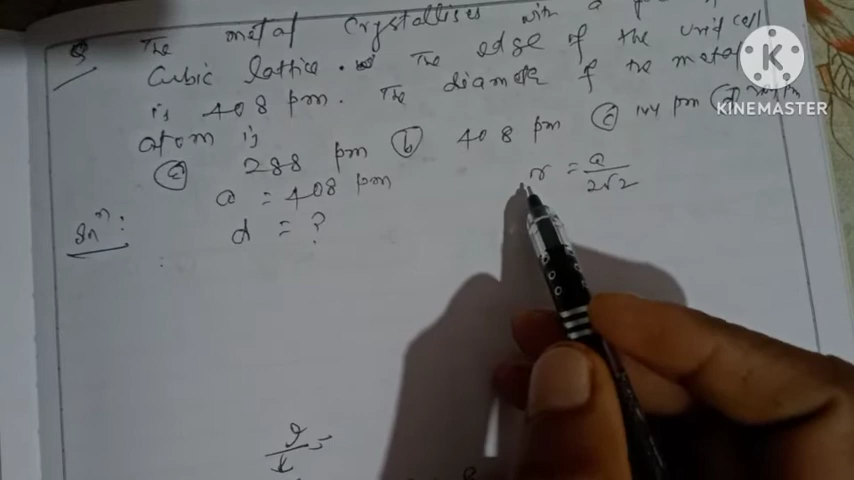 Q The metal Crystallises with a
Cubic lattice. The edge of the unit cell
is 408 pm. The diameter of the metal
atom is
(a) 288 pm (b) 408 pm (c) 144 pm (d)
Soln: a = 408 pm
r = a / 2√2
d = ?
K
KINEMASTER